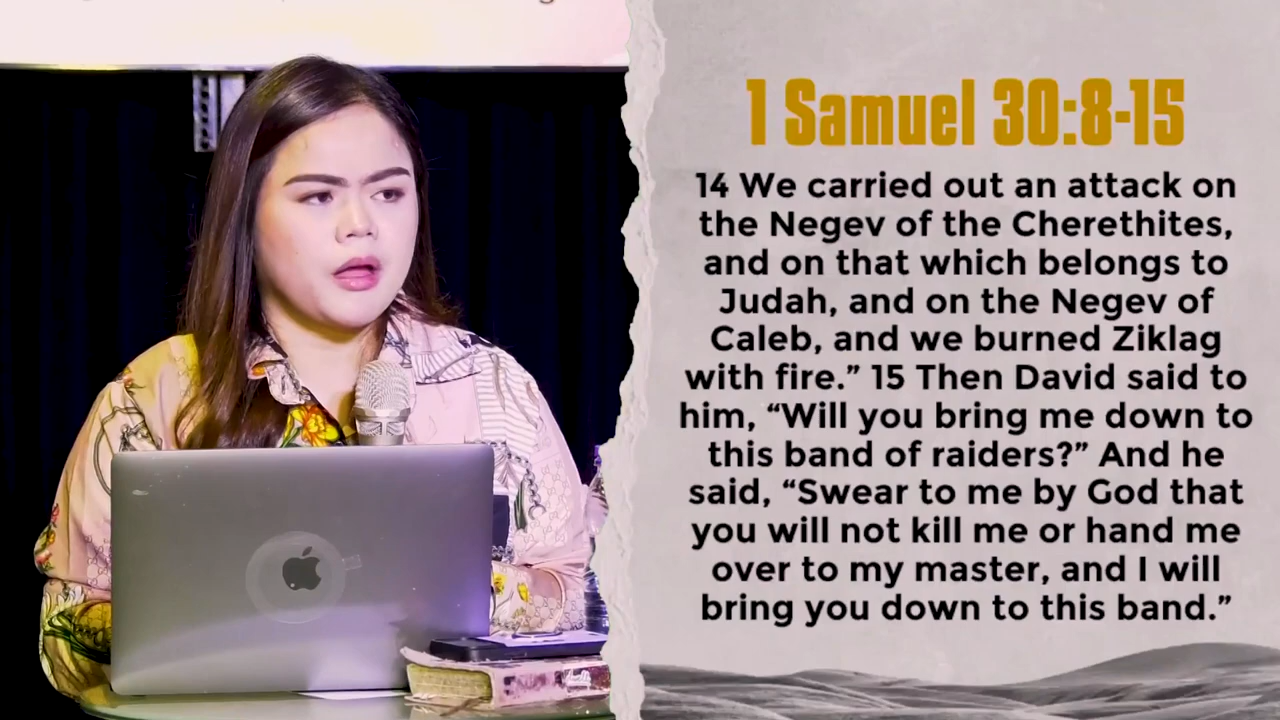 1 Samuel 30:8-15
14 We carried out an attack on
the Negev of the Cherethites,
and on that which belongs to
Judah, and on the Negev of
Caleb, and we burned Ziklag
with fire.” 15 Then David said to
him, “Will you bring me down to
this band of raiders?” And he
said, “Swear to me by God that
you will not kill me or hand me
over to my master, and I will
bring you down to this band.”